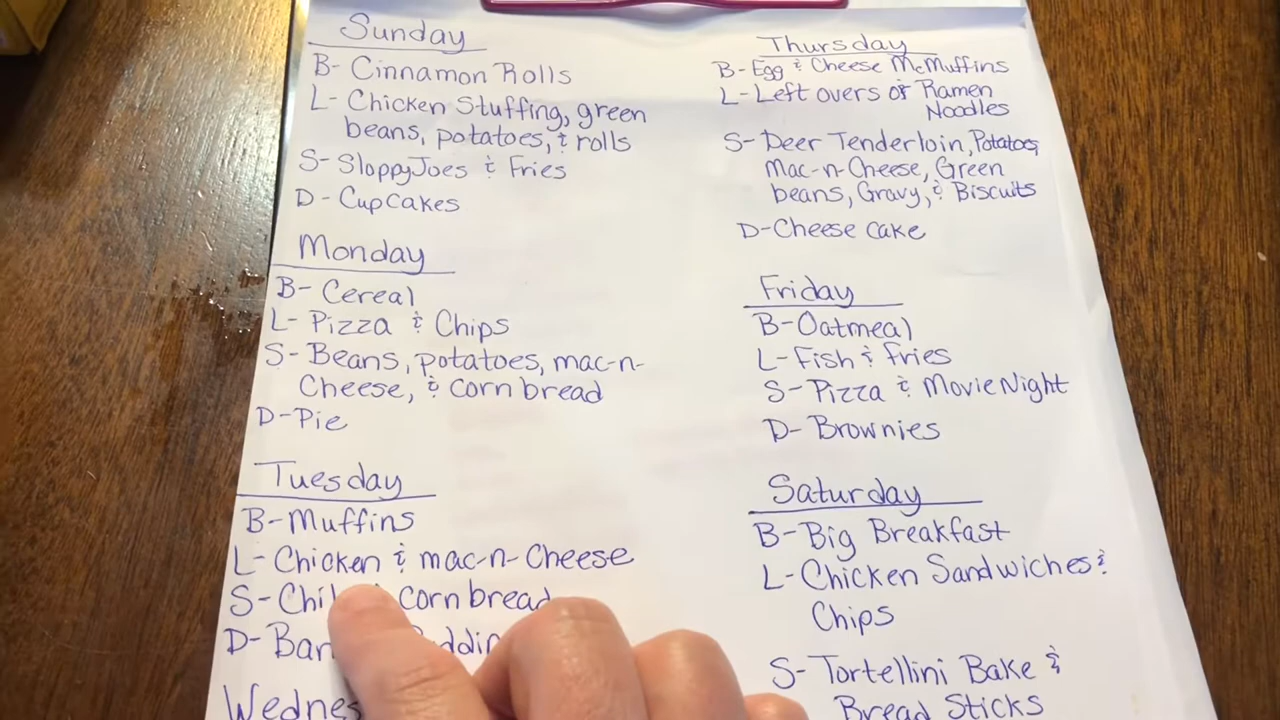 Sunday
B- Cinnamon Rolls
L- Chicken Stuffing, green
beans, potatoes, & rolls
S- Sloppy Joes & Fries
D- Cupcakes
Monday
B- Cereal
L- Pizza & Chips
S- Beans, potatoes, mac-n-
Cheese, & corn bread
D-Pie
Tuesday
B-Muffins
L- Chicken & mac-n-Cheese
S- corn bread
D-
Thursday
B- Egg & Cheese McMuffins
L- Left overs or Ramen
Noodles
S- Deer Tenderloin, Potatoes,
Mac-n-Cheese, Green
beans, Gravy, & Biscuits
D-Cheese cake
Friday
B-Oatmeal
L-Fish & fries
S-Pizza & Movie Night
D- Brownies
Saturday
B-Big Breakfast
L-Chicken Sandwiches &
Chips
S-Tortellini Bake &
Bread Sticks